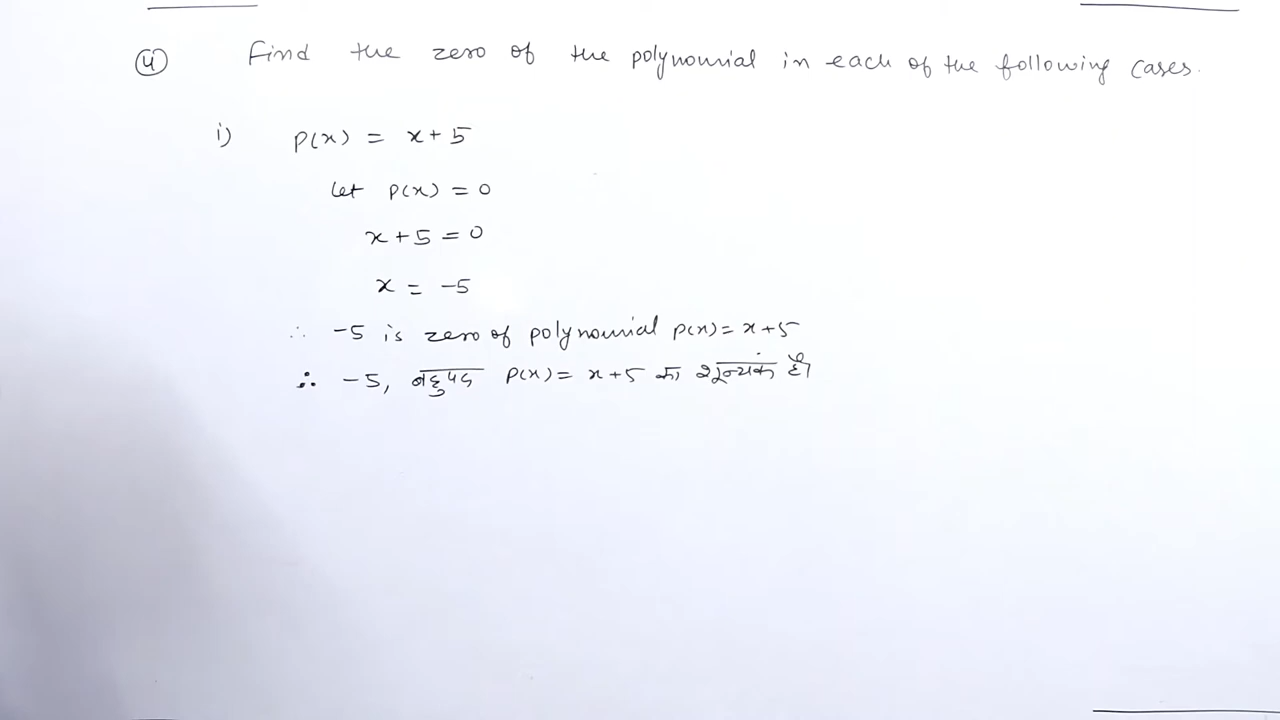 ④ Find the zero of the polynomial in each of the following cases.
i) P(x) = x+5
let P(x) = 0
x+5 = 0
x = -5
∴ -5 is zero of polynomial P(x) = x+5
∴ -5, बहुपद P(x) = x+5 का शून्यांक है।